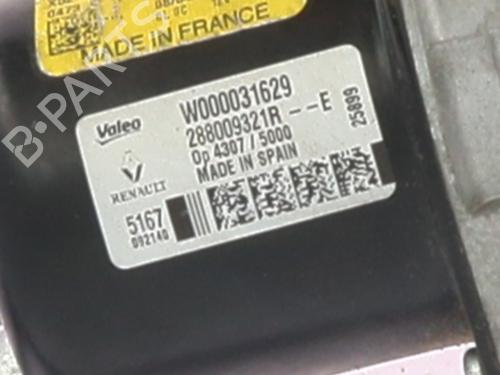 MADE IN FRANCE
Valeo
W000031629
288009321R--E
Op 4307/5000
MADE IN SPAIN
25899
RENAULT
5167
092140
B-PARTS